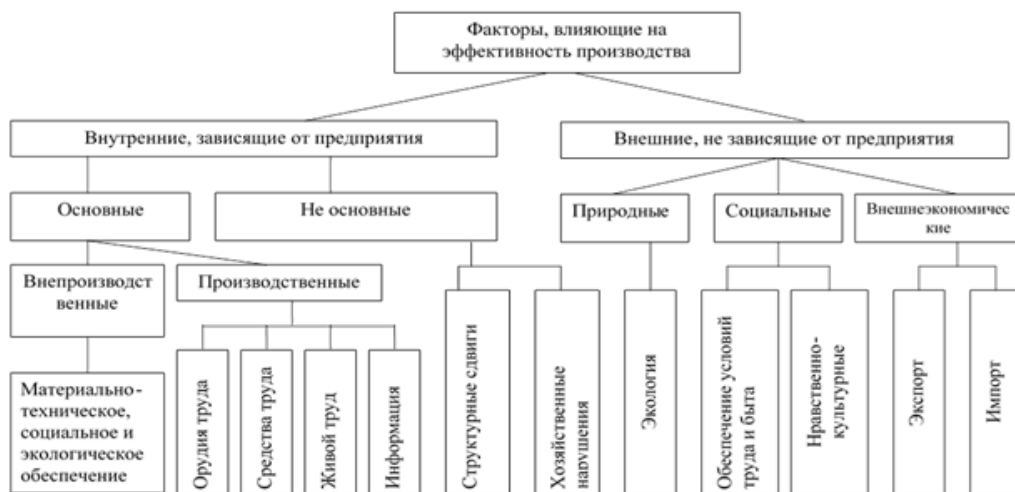 Факторы, влияющие на
эффективность производства
Внутренние, зависящие от предприятия
Внешние, не зависящие от предприятия
Основные
Не основные
Природные
Социальные
Внешнеэкономичес
кие
Внепроизводст
венные
Производственные
Материально-
техническое,
социальное и
экологическое
обеспечение
Орудия труда
Средства труда
Живой труд
Информация
Структурные сдвиги
Хозяйственные
нарушения
Экология
Обеспечение условий
труда и быта
Нравственно-
культурные
Экспорт
Импорт